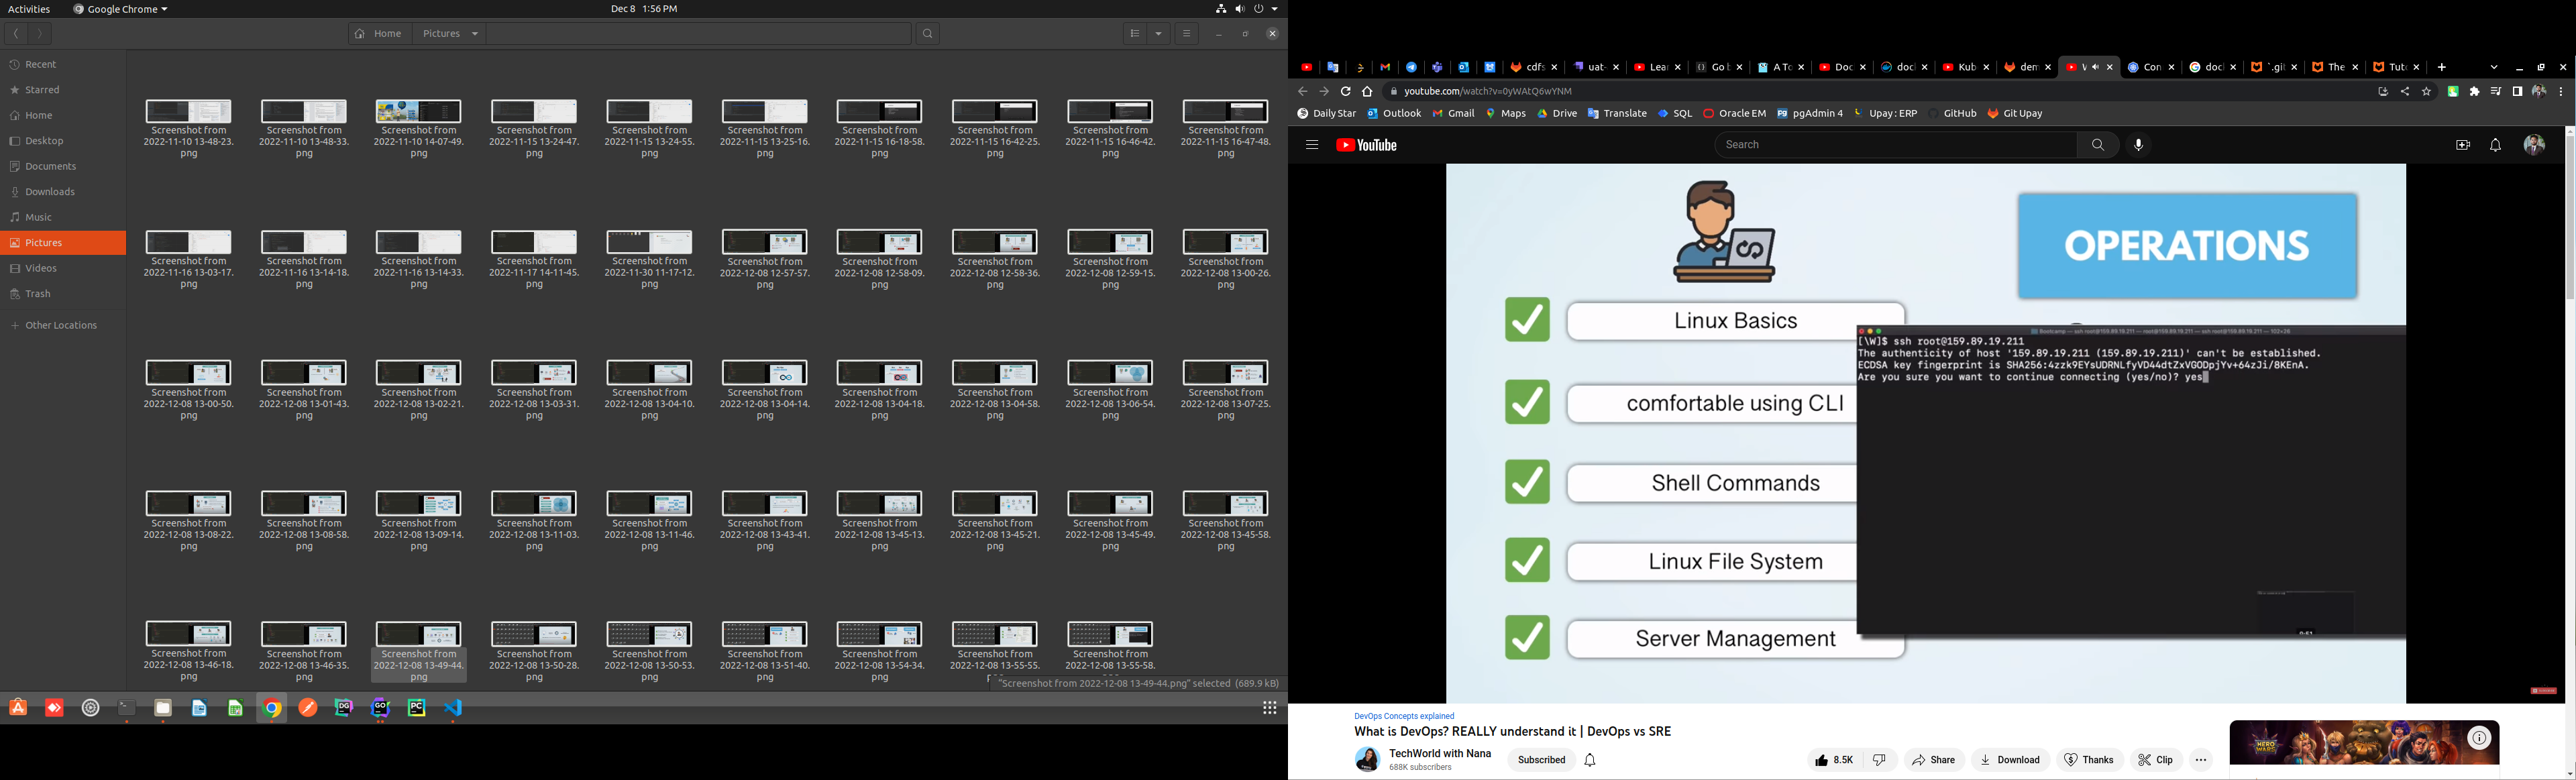 Activities
Google Chrome
Dec 8 1:56 PM
Home
Pictures
Recent
Starred
Home
Desktop
Documents
Downloads
Music
Pictures
Videos
Trash
Other Locations
Screenshot from 2022-11-10 13-48-23.png
Screenshot from 2022-11-10 13-48-33.png
Screenshot from 2022-11-10 14-07-49.png
Screenshot from 2022-11-15 13-24-47.png
Screenshot from 2022-11-15 13-24-55.png
Screenshot from 2022-11-15 13-25-16.png
Screenshot from 2022-11-15 16-18-58.png
Screenshot from 2022-11-15 16-42-25.png
Screenshot from 2022-11-15 16-46-42.png
Screenshot from 2022-11-15 16-47-48.png
Screenshot from 2022-11-16 13-03-17.png
Screenshot from 2022-11-16 13-14-18.png
Screenshot from 2022-11-16 13-14-33.png
Screenshot from 2022-11-17 14-11-45.png
Screenshot from 2022-11-30 11-17-12.png
Screenshot from 2022-12-08 12-57-57.png
Screenshot from 2022-12-08 12-58-09.png
Screenshot from 2022-12-08 12-58-36.png
Screenshot from 2022-12-08 12-59-15.png
Screenshot from 2022-12-08 13-00-26.png
Screenshot from 2022-12-08 13-00-50.png
Screenshot from 2022-12-08 13-01-43.png
Screenshot from 2022-12-08 13-02-21.png
Screenshot from 2022-12-08 13-03-31.png
Screenshot from 2022-12-08 13-04-10.png
Screenshot from 2022-12-08 13-04-14.png
Screenshot from 2022-12-08 13-04-18.png
Screenshot from 2022-12-08 13-04-58.png
Screenshot from 2022-12-08 13-06-54.png
Screenshot from 2022-12-08 13-07-25.png
Screenshot from 2022-12-08 13-08-22.png
Screenshot from 2022-12-08 13-08-58.png
Screenshot from 2022-12-08 13-09-14.png
Screenshot from 2022-12-08 13-11-03.png
Screenshot from 2022-12-08 13-11-46.png
Screenshot from 2022-12-08 13-43-41.png
Screenshot from 2022-12-08 13-45-13.png
Screenshot from 2022-12-08 13-45-21.png
Screenshot from 2022-12-08 13-45-49.png
Screenshot from 2022-12-08 13-45-58.png
Screenshot from 2022-12-08 13-46-18.png
Screenshot from 2022-12-08 13-46-35.png
Screenshot from 2022-12-08 13-49-44.png
Screenshot from 2022-12-08 13-50-28.png
Screenshot from 2022-12-08 13-50-53.png
Screenshot from 2022-12-08 13-51-40.png
Screenshot from 2022-12-08 13-54-34.png
Screenshot from 2022-12-08 13-55-55.
Screenshot from 2022-12-08 13-55-58.
"Screenshot from 2022-12-08 13-49-44.png" selected (689.9 kB)
cdfs uat- Lear Go b A To Doc doci Kub dem Con docl `.git The Tuto
youtube.com/watch?v=0yWAtQ6wYNM
Daily Star Outlook Gmail Maps Drive Translate SQL Oracle EM pgAdmin 4 Upay: ERP GitHub Git Upay
YouTube
Search
OPERATIONS
Linux Basics
comfortable using CLI
Shell Commands
Linux File System
Server Management
Bootcamp — ssh root@159.89.19.211 — root@159.89.19.211 — ssh root@159.89.19.211 — 102×26
[\W]$ ssh root@159.89.19.211
The authenticity of host '159.89.19.211 (159.89.19.211)' can't be established.
ECDSA key fingerprint is SHA256:4zzk9EYsUDRNLfyVD44dtZxVGODpjYv+64zJi/8KEnA.
Are you sure you want to continue connecting (yes/no)? yes
DevOps Concepts explained
What is DevOps? REALLY understand it | DevOps vs SRE
TechWorld with Nana
688K subscribers
Subscribed
8.5K
Share
Download
Thanks
Clip
HERO WARS